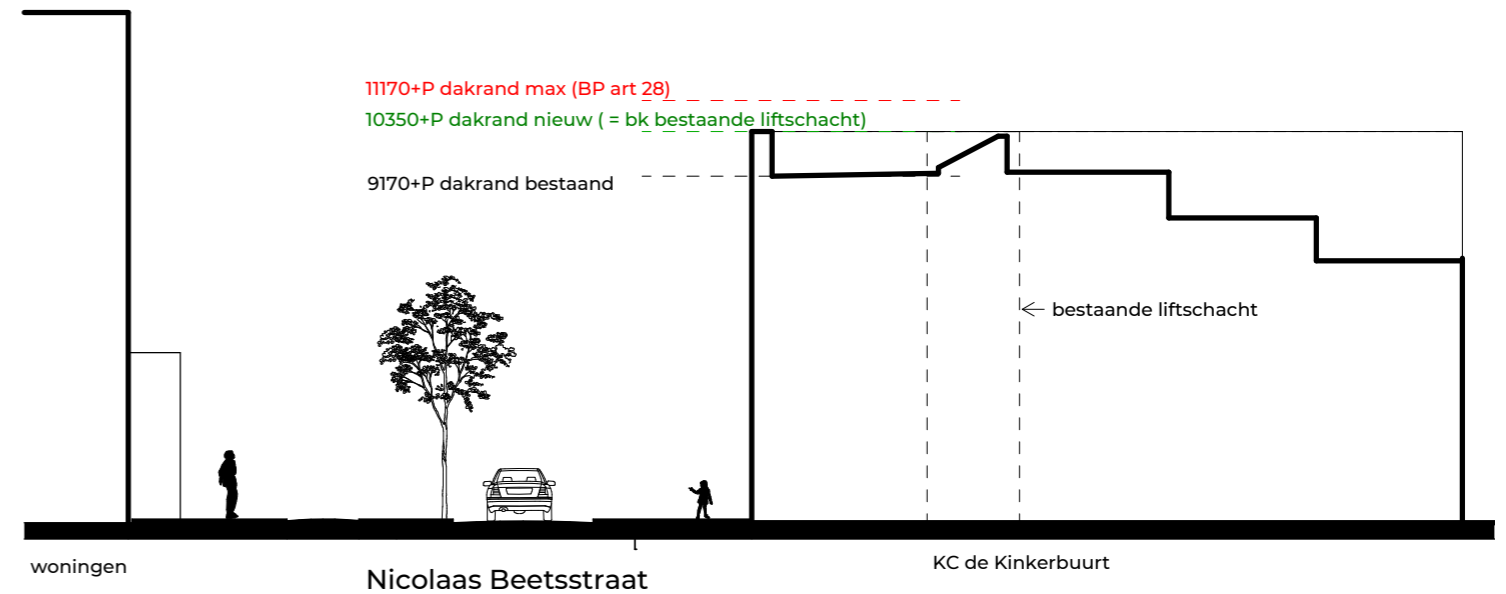 11170+P dakrand max (BP art 28)
10350+P dakrand nieuw ( = bk bestaande liftschacht)
9170+P dakrand bestaand
bestaande liftschacht
woningen
Nicolaas Beetsstraat
KC de Kinkerbuurt